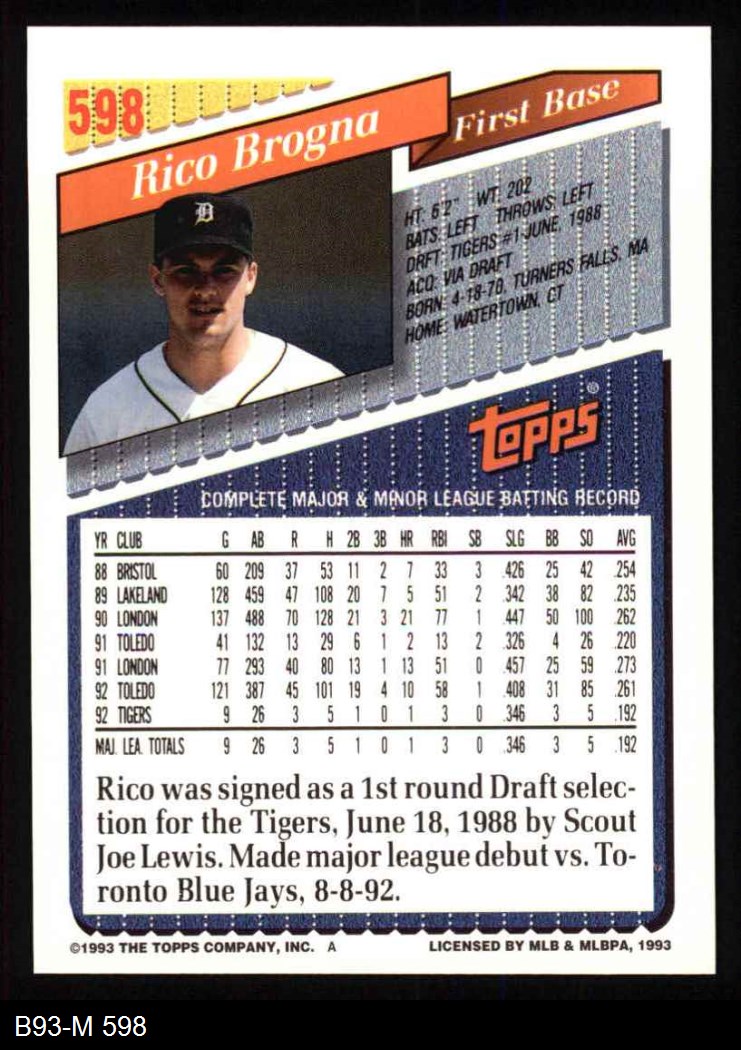 598
Rico Brogna
First Base
D
HT: 6'2" WT: 202
BATS: LEFT THROWS: LEFT
DRFT: TIGERS #1-JUNE, 1988
ACQ: VIA DRAFT
BORN: 4-18-70, TURNERS FALLS, MA
HOME: WATERTOWN, CT
topps ®
COMPLETE MAJOR & MINOR LEAGUE BATTING RECORD
YR CLUB G AB R H 2B 3B HR RBI SB SLG BB SO AVG
88 BRISTOL 60 209 37 53 11 2 7 33 3 .426 25 42 .254
89 LAKELAND 128 459 47 108 20 7 5 51 2 .342 38 82 .235
90 LONDON 137 488 70 128 21 3 21 77 1 .447 50 100 .262
91 TOLEDO 41 132 13 29 6 1 2 13 2 .326 4 26 .220
91 LONDON 77 293 40 80 13 1 13 51 0 .457 25 59 .273
92 TOLEDO 121 387 45 101 19 4 10 58 1 .408 31 85 .261
92 TIGERS 9 26 3 5 1 0 1 3 0 .346 3 5 .192
MAJ. LEA. TOTALS 9 26 3 5 1 0 1 3 0 .346 3 5 .192
Rico was signed as a 1st round Draft selec-
tion for the Tigers, June 18, 1988 by Scout
Joe Lewis. Made major league debut vs. To-
ronto Blue Jays, 8-8-92.
©1993 THE TOPPS COMPANY, INC. A
LICENSED BY MLB & MLBPA, 1993
B93-M 598